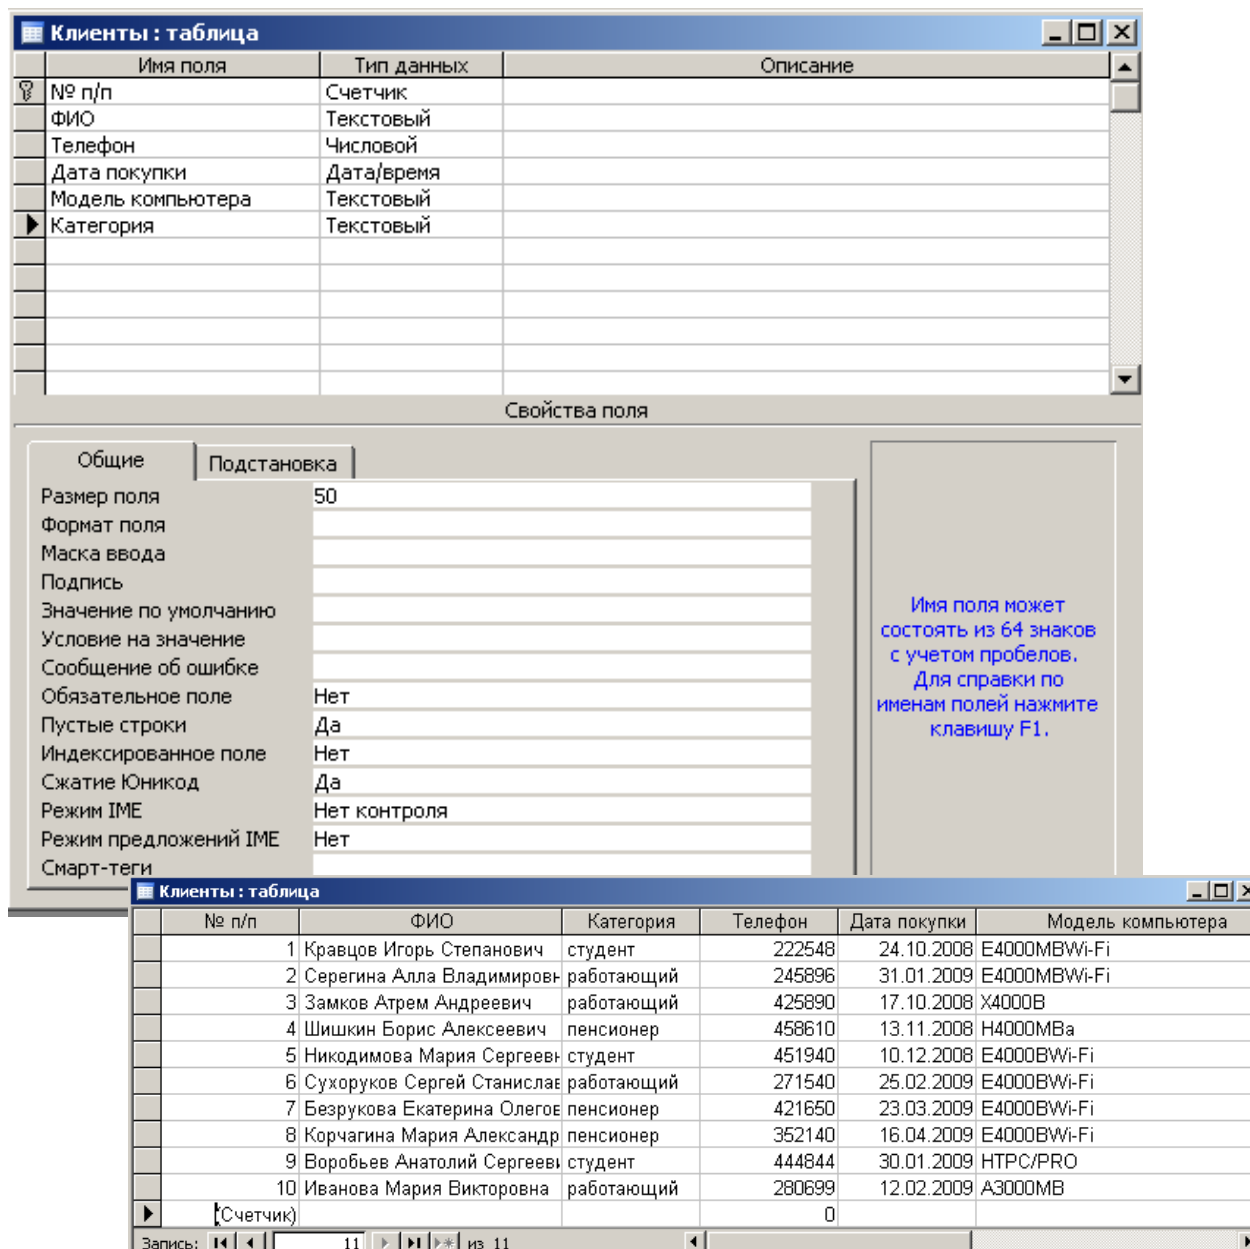 Клиенты : таблица
Имя поля Тип данных Описание
№ п/п Счетчик
ФИО Текстовый
Телефон Числовой
Дата покупки Дата/время
Модель компьютера Текстовый
Категория Текстовый
Свойства поля
Общие Подстановка
Размер поля 50
Формат поля
Маска ввода
Подпись
Значение по умолчанию
Условие на значение
Сообщение об ошибке
Обязательное поле Нет
Пустые строки Да
Индексированное поле Нет
Сжатие Юникод Да
Режим IME Нет контроля
Режим предложений IME Нет
Смарт-теги
Имя поля может
состоять из 64 знаков
с учетом пробелов.
Для справки по
именам полей нажмите
клавишу F1.
Клиенты : таблица
№ п/п ФИО Категория Телефон Дата покупки Модель компьютера
1 Кравцов Игорь Степанович студент 222548 24.10.2008 E4000MBWi-Fi
2 Серегина Алла Владимировн работающий 245896 31.01.2009 E4000MBWi-Fi
3 Замков Атрем Андреевич работающий 425890 17.10.2008 X4000B
4 Шишкин Борис Алексеевич пенсионер 458610 13.11.2008 H4000MBa
5 Никодимова Мария Сергеевн студент 451940 10.12.2008 E4000BWi-Fi
6 Сухоруков Сергей Станислав работающий 271540 25.02.2009 E4000BWi-Fi
7 Безрукова Екатерина Олегов пенсионер 421650 23.03.2009 E4000BWi-Fi
8 Корчагина Мария Александр пенсионер 352140 16.04.2009 E4000BWi-Fi
9 Воробьев Анатолий Сергееви студент 444844 30.01.2009 HTPC/PRO
10 Иванова Мария Викторовна работающий 280699 12.02.2009 A3000MB
(Счетчик) 0
Запись: 11 из 11